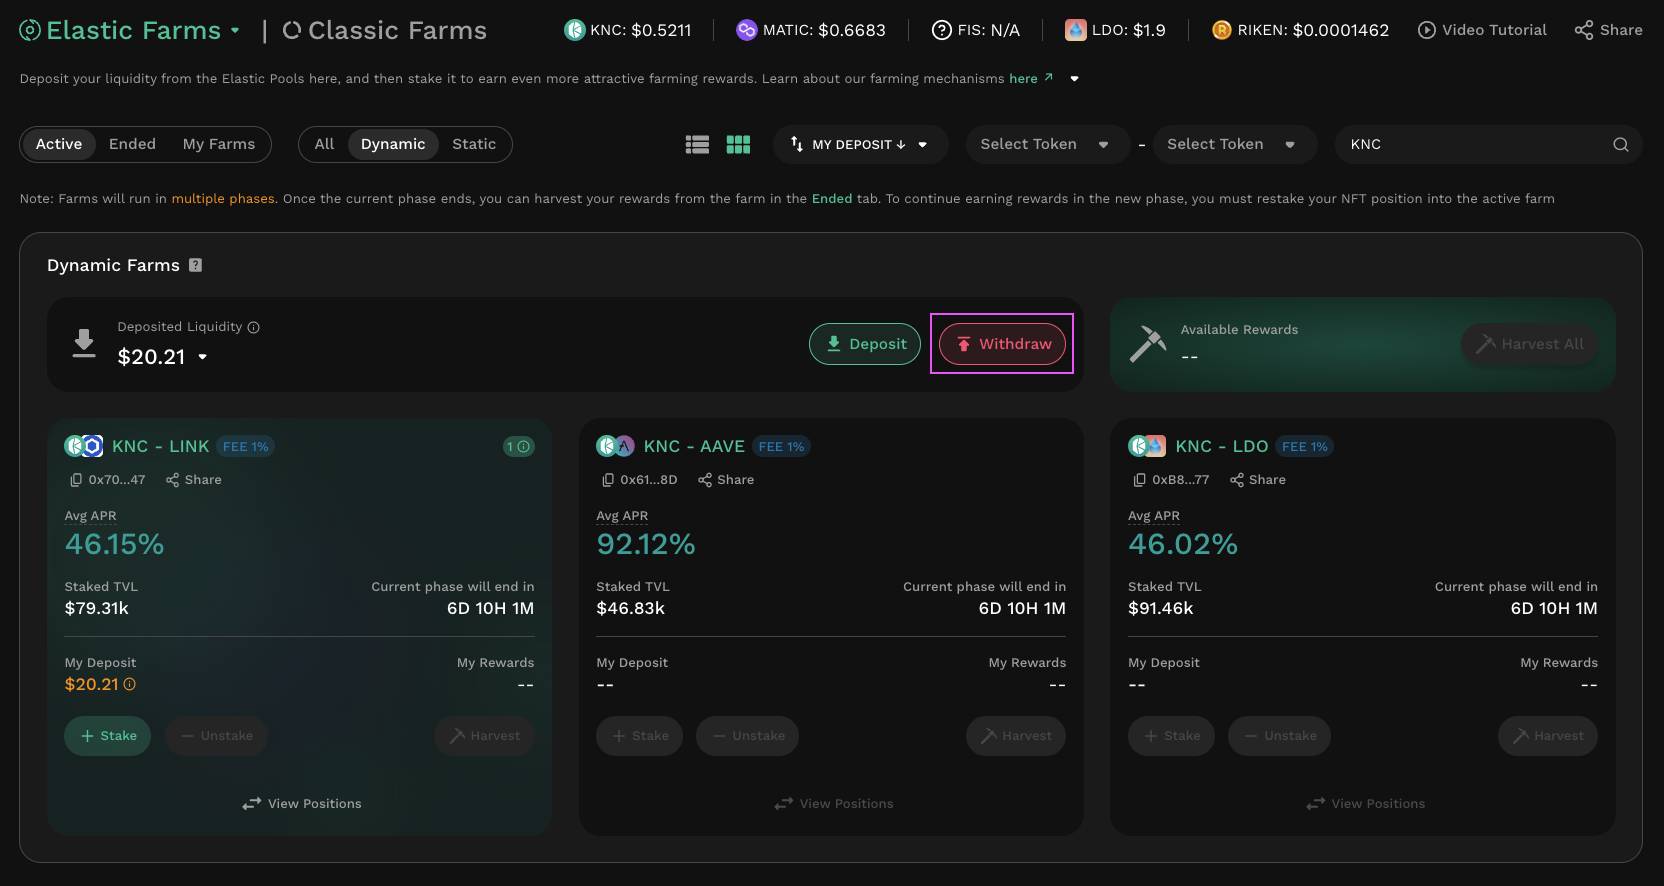 Elastic Farms | Classic Farms KNC: $0.5211 MATIC: $0.6683 FIS: N/A LDO: $1.9 RIKEN: $0.0001462 Video Tutorial Share
Deposit your liquidity from the Elastic Pools here, and then stake it to earn even more attractive farming rewards. Learn about our farming mechanisms here ↗
Active Ended My Farms All Dynamic Static MY DEPOSIT ↓ Select Token - Select Token KNC
Note: Farms will run in multiple phases. Once the current phase ends, you can harvest your rewards from the farm in the Ended tab. To continue earning rewards in the new phase, you must restake your NFT position into the active farm
Dynamic Farms ?
Deposited Liquidity
$20.21
Deposit Withdraw
Available Rewards
--
Harvest All
KNC - LINK FEE 1% 1
0x70...47 Share
Avg APR
46.15%
Staked TVL Current phase will end in
$79.31k 6D 10H 1M
My Deposit My Rewards
$20.21 --
+ Stake — Unstake Harvest
View Positions
KNC - AAVE FEE 1%
0x61...8D Share
Avg APR
92.12%
Staked TVL Current phase will end in
$46.83k 6D 10H 1M
My Deposit My Rewards
-- --
+ Stake — Unstake Harvest
View Positions
KNC - LDO FEE 1%
0xB8...77 Share
Avg APR
46.02%
Staked TVL Current phase will end in
$91.46k 6D 10H 1M
My Deposit My Rewards
-- --
+ Stake — Unstake Harvest
View Positions